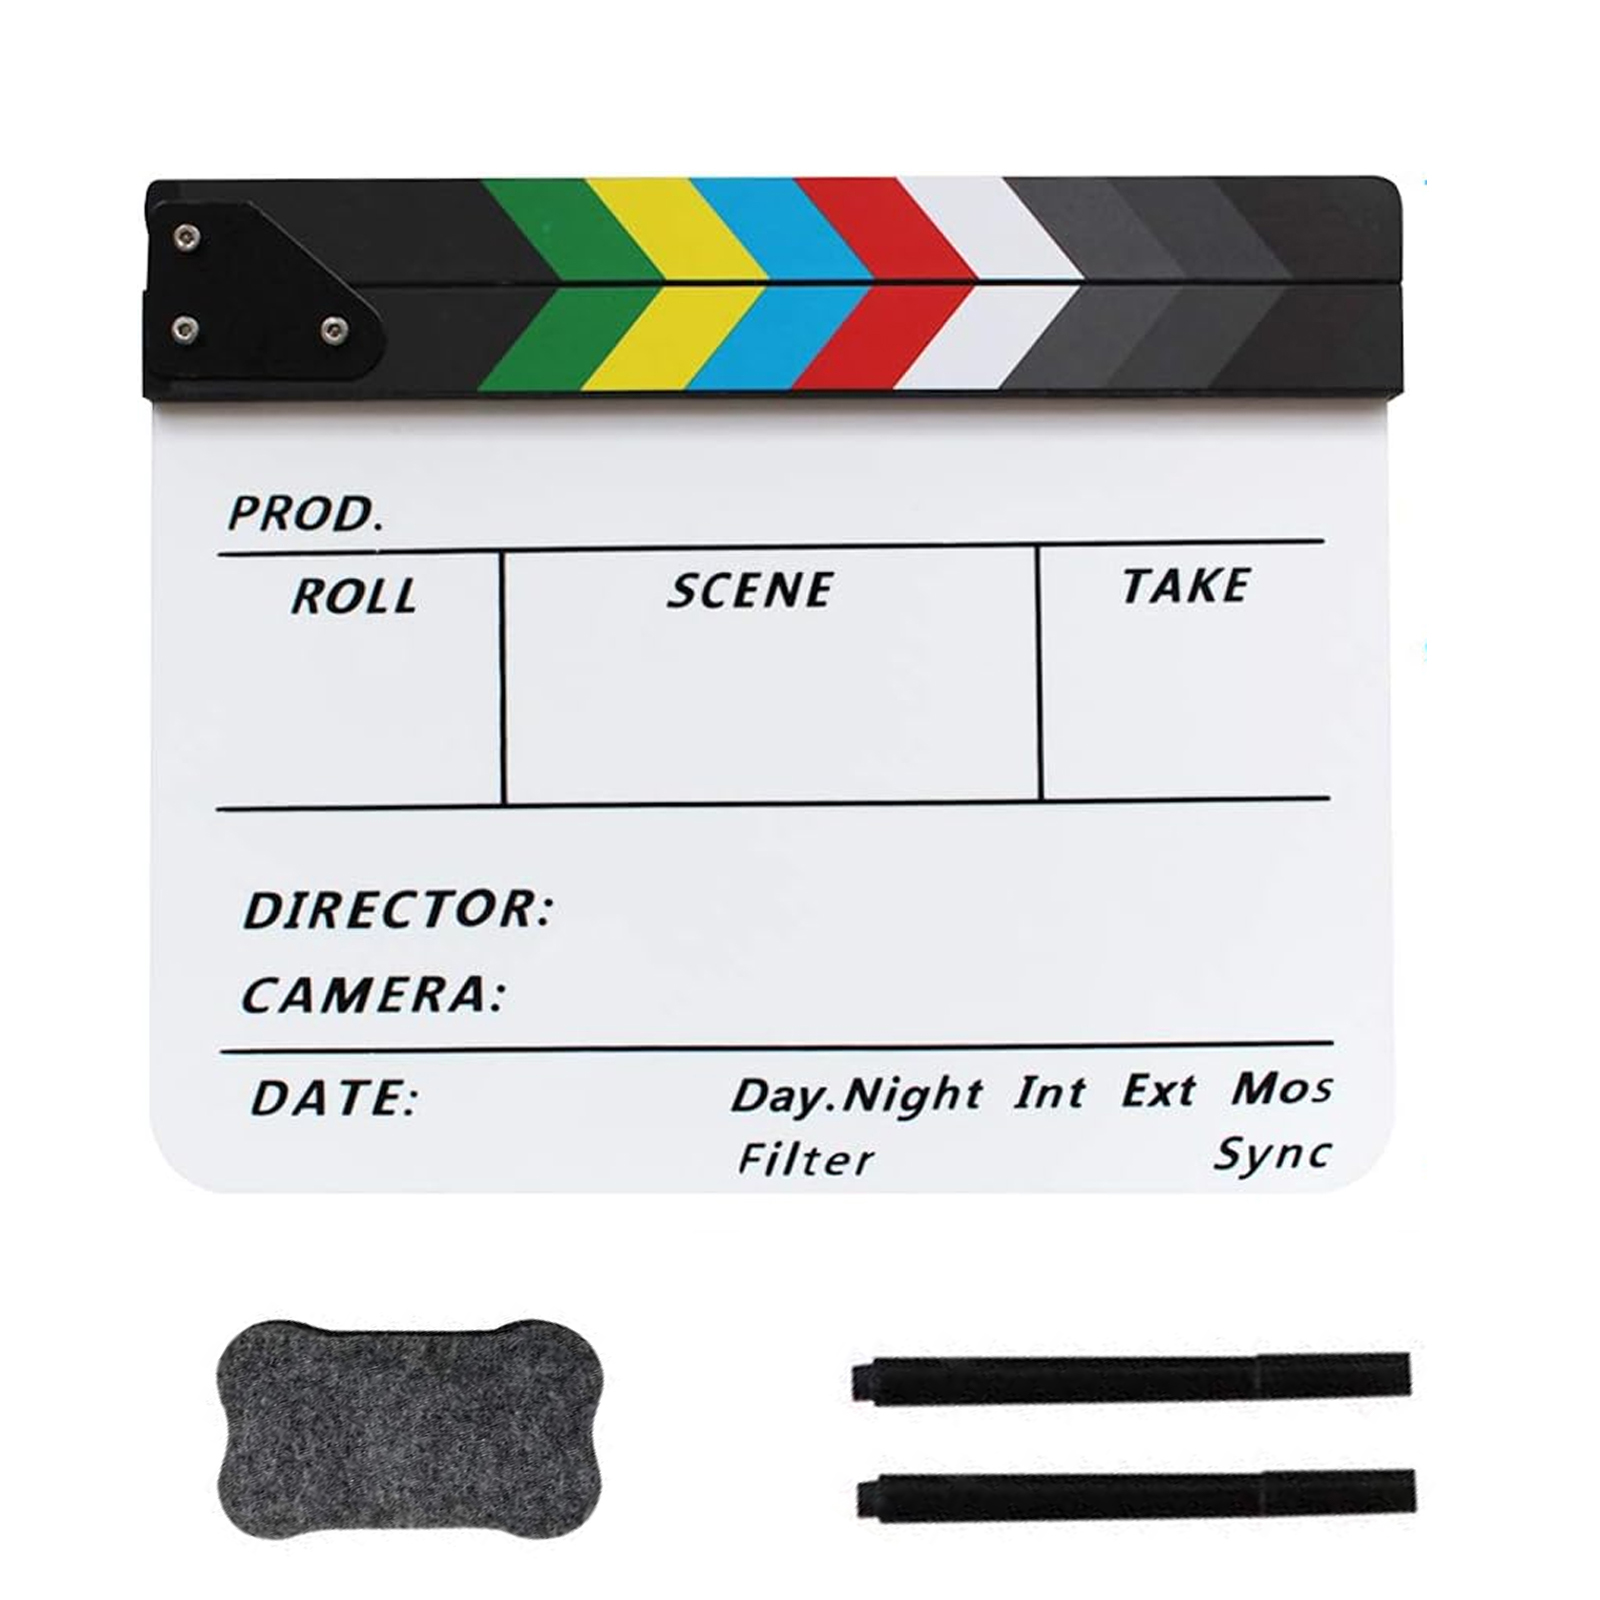 PROD.
ROLL SCENE TAKE
DIRECTOR:
CAMERA:
DATE: Day.Night Int Ext Mos
Filter Sync